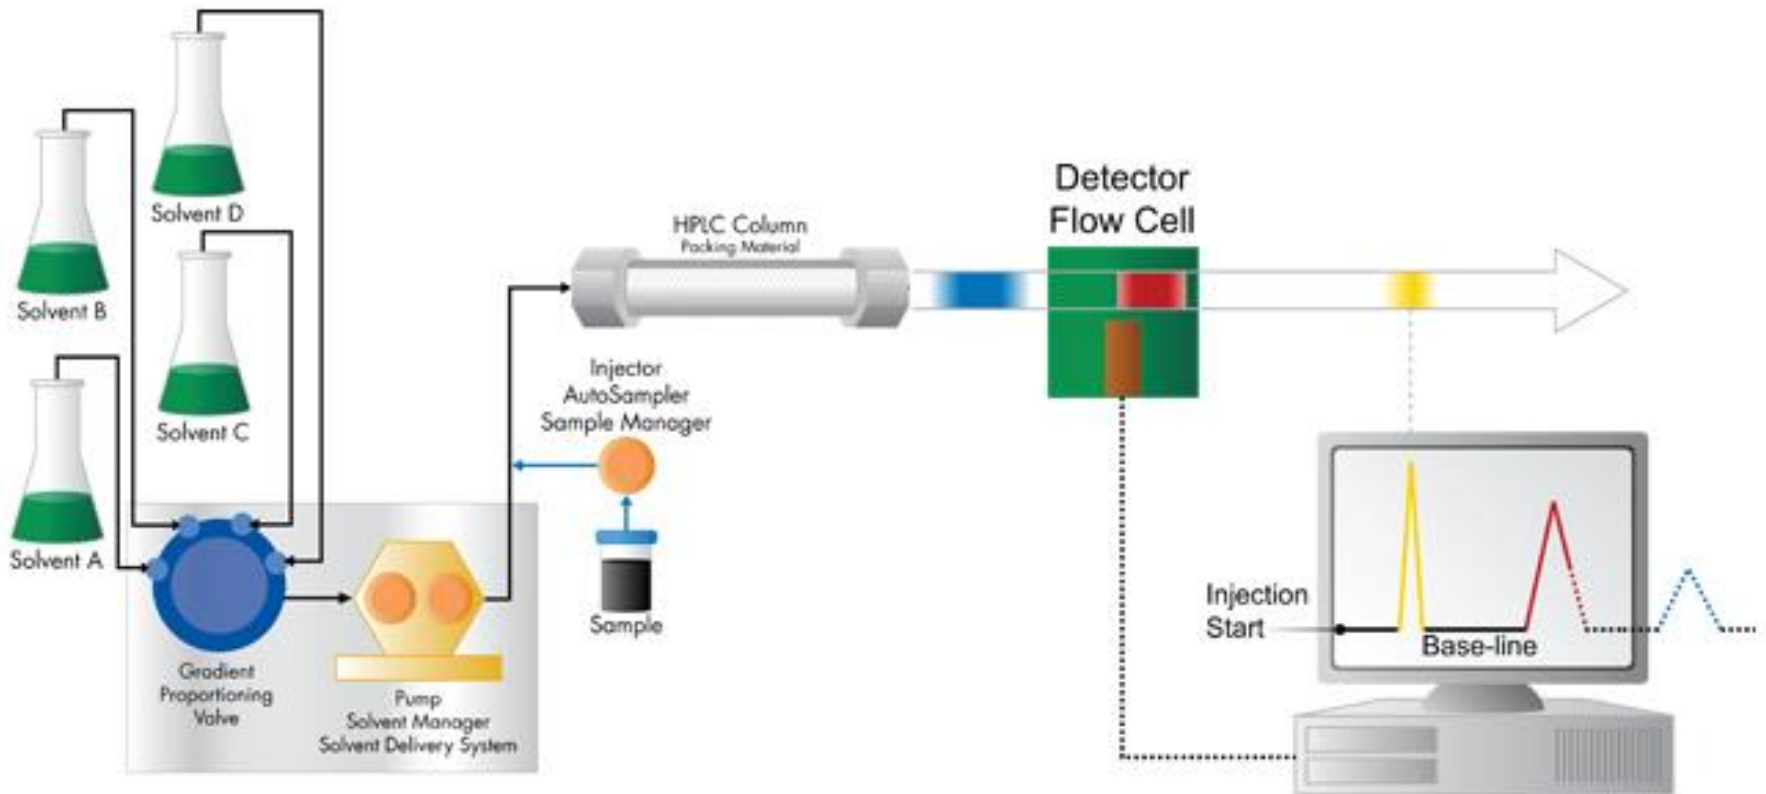 Solvent D
Solvent B
Solvent C
Solvent A
Gradient
Proportioning
Valve
Pump
Solvent Manager
Solvent Delivery System
Injector
AutoSampler
Sample Manager
Sample
HPLC Column
Packing Material
Detector
Flow Cell
Injection
Start
Base-line